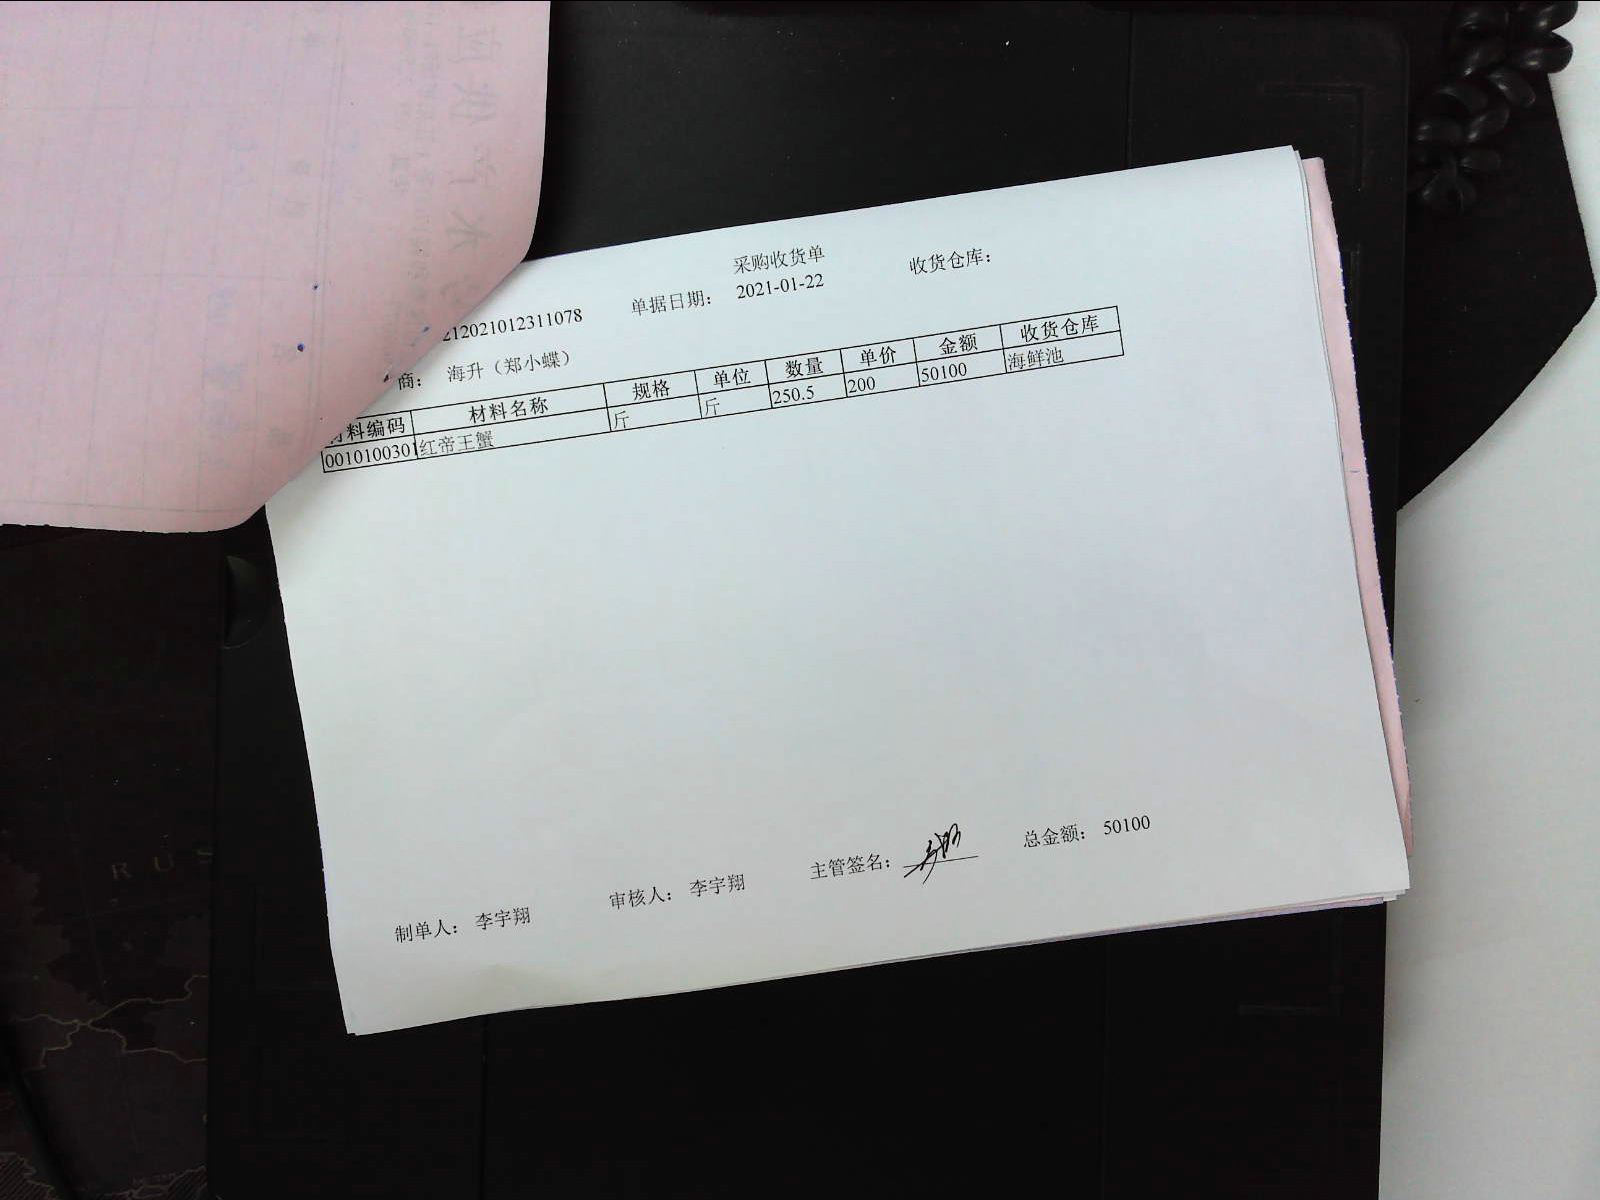 采购收货单
212021012311078 单据日期： 2021-01-22 收货仓库：
商： 海升（郑小蝶）
材料编码 材料名称 规格 单位 数量 单价 金额 收货仓库
0010100301 红帝王蟹 斤 斤 250.5 200 50100 海鲜池
制单人： 李宇翔 审核人： 李宇翔 主管签名： 总金额： 50100
RUS